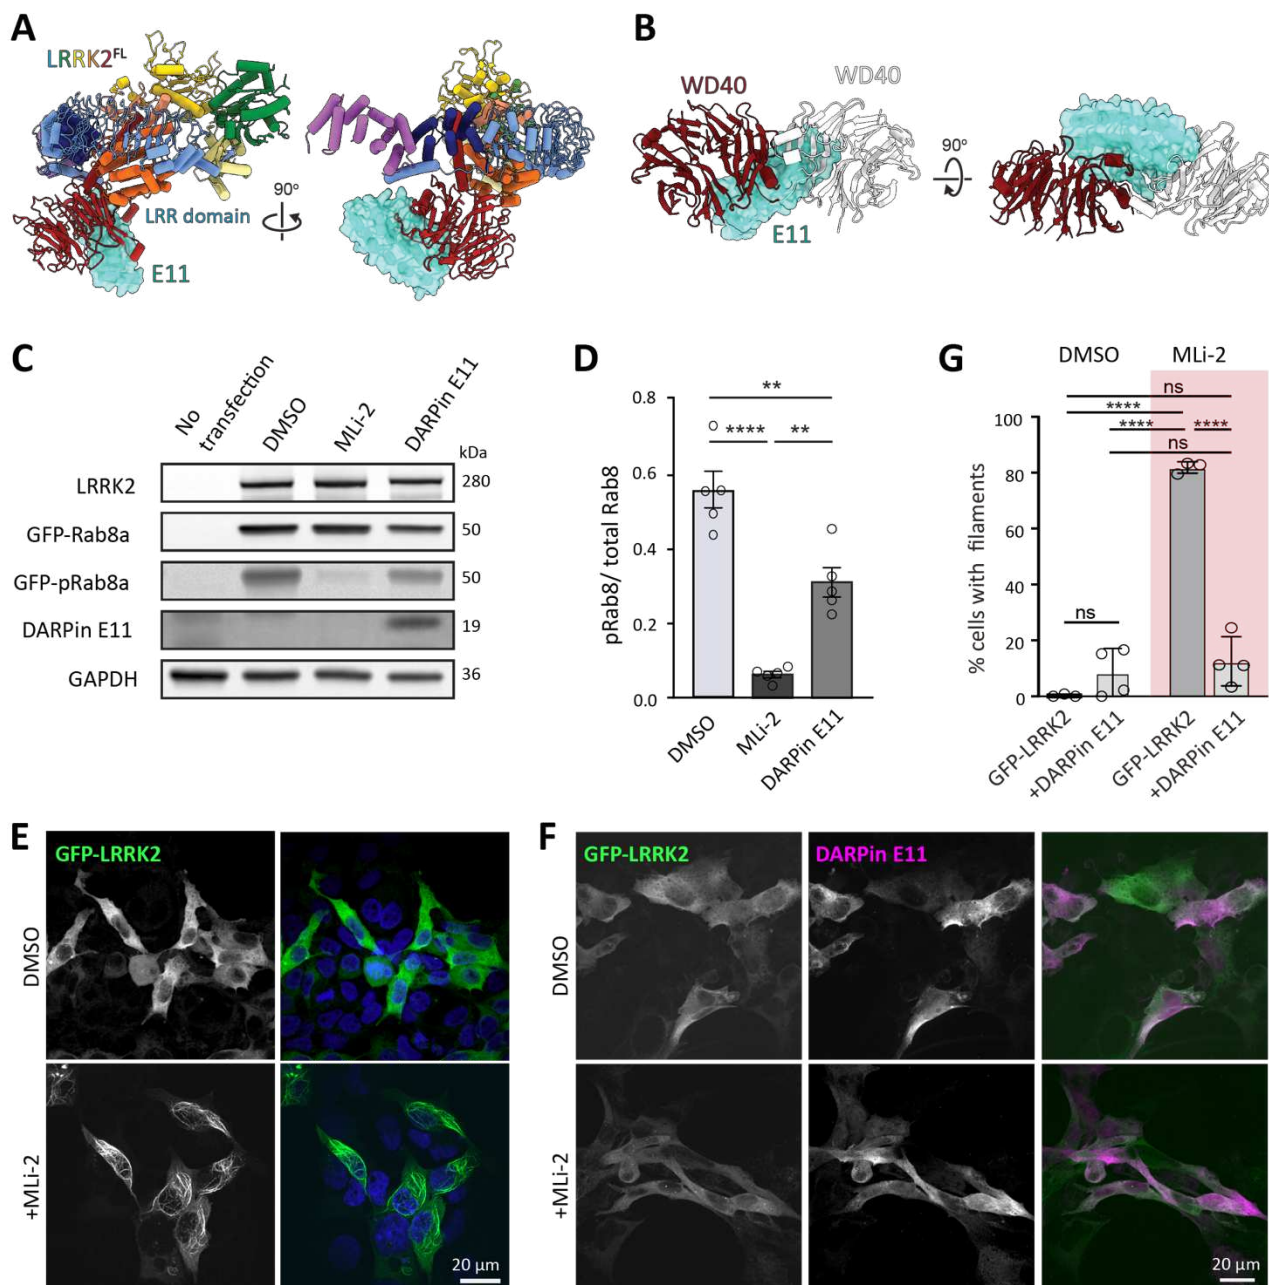 A
LRRK2FL
LRR domain
E11
90°
B
WD40
WD40
E11
90°
C
No transfection
DMSO
MLi-2
DARPin E11
kDa
LRRK2
280
GFP-Rab8a
50
GFP-pRab8a
50
DARPin E11
19
GAPDH
36
D
pRab8/ total Rab8
0.8
0.6
0.4
0.2
0.0
**
****
**
DMSO
MLi-2
DARPin E11
G
DMSO
MLi-2
% cells with filaments
100
80
60
40
20
0
ns
****
****
****
ns
ns
GFP-LRRK2
+DARPin E11
GFP-LRRK2
+DARPin E11
E
GFP-LRRK2
DMSO
+MLi-2
20 µm
F
GFP-LRRK2
DARPin E11
DMSO
+MLi-2
20 µm